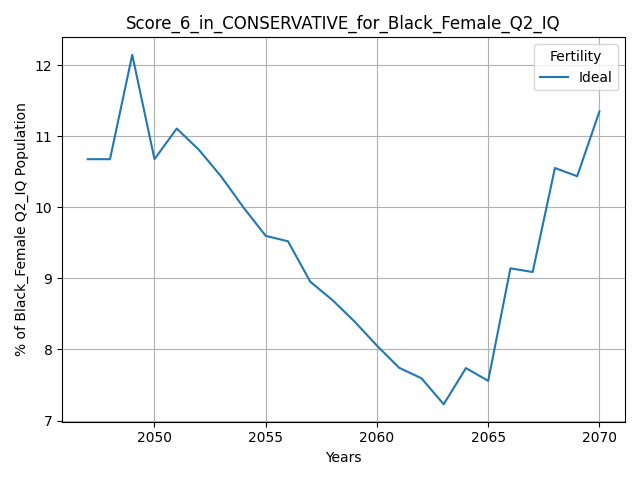 Score_6_in_CONSERVATIVE_for_Black_Female_Q2_IQ
Fertility
Ideal
% of Black_Female Q2_IQ Population
12
11
10
9
8
7
2050
2055
2060
2065
2070
Years